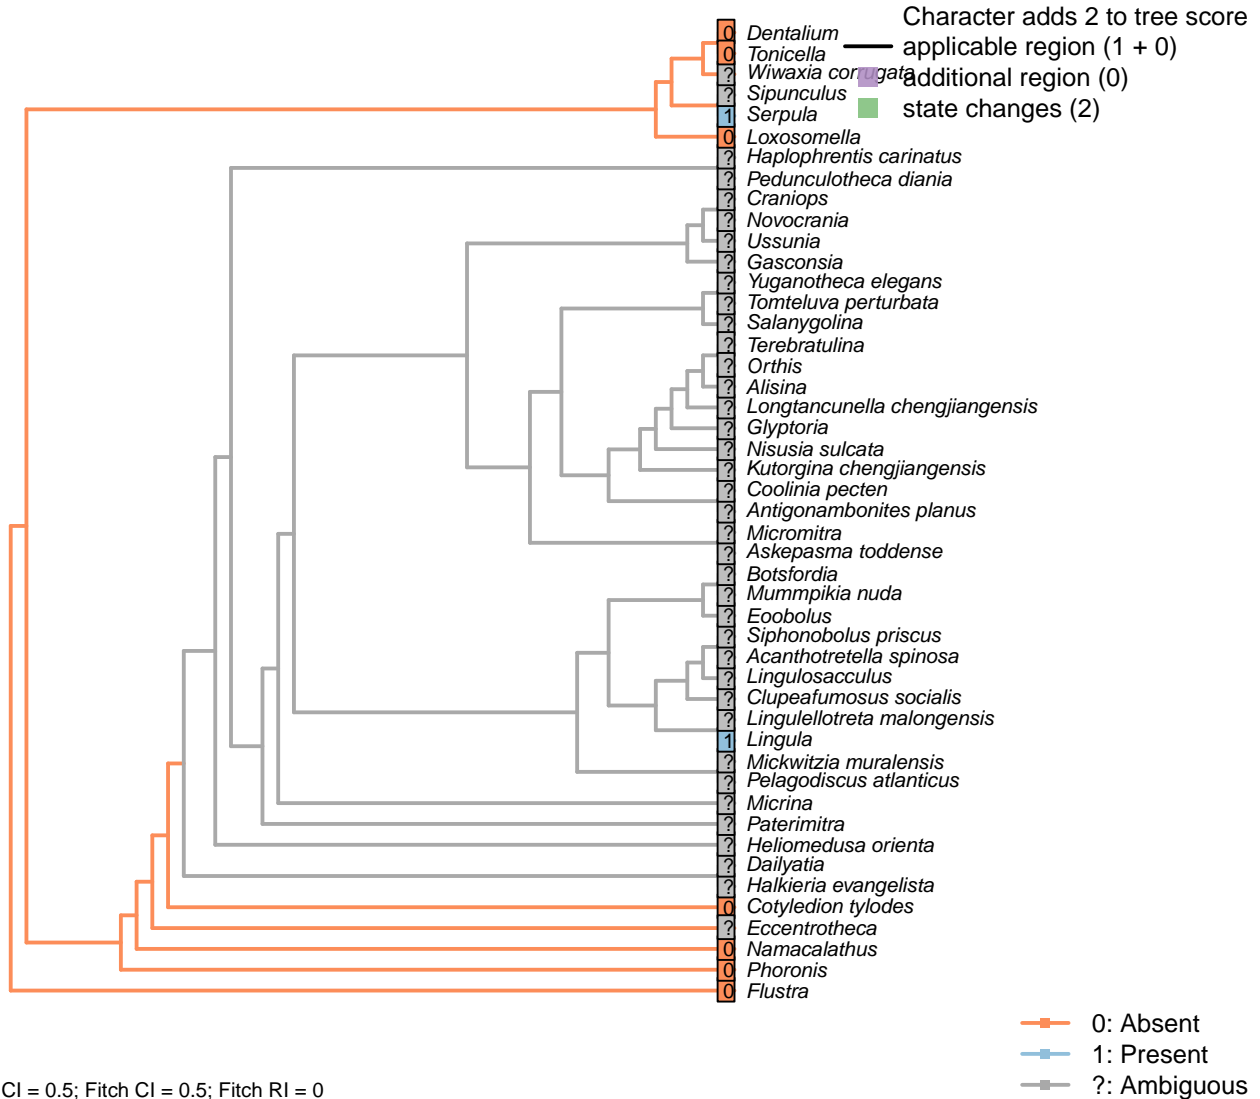 Character adds 2 to tree score
applicable region (1 + 0)
additional region (0)
state changes (2)
0 Dentalium
0 Tonicella
? Wiwaxia corrugata
? Sipunculus
1 Serpula
0 Loxosomella
? Haplophrentis carinatus
? Pedunculotheca diania
? Craniops
? Novocrania
? Ussunia
? Gasconsia
? Yuganotheca elegans
? Tomteluva perturbata
? Salanygolina
? Terebratulina
? Orthis
? Alisina
? Longtancunella chengjiangensis
? Glyptoria
? Nisusia sulcata
? Kutorgina chengjiangensis
? Coolinia pecten
? Antigonambonites planus
? Micromitra
? Askepasma toddense
? Botsfordia
? Mummpikia nuda
? Eoobolus
? Siphonobolus priscus
? Acanthotretella spinosa
? Lingulosacculus
? Clupeafumosus socialis
? Lingulellotreta malongensis
1 Lingula
? Mickwitzia muralensis
? Pelagodiscus atlanticus
? Micrina
? Paterimitra
? Heliomedusa orienta
? Dailyatia
? Halkieria evangelista
0 Cotyledion tylodes
? Eccentrotheca
0 Namacalathus
0 Phoronis
0 Flustra
0: Absent
1: Present
?: Ambiguous
CI = 0.5; Fitch CI = 0.5; Fitch RI = 0